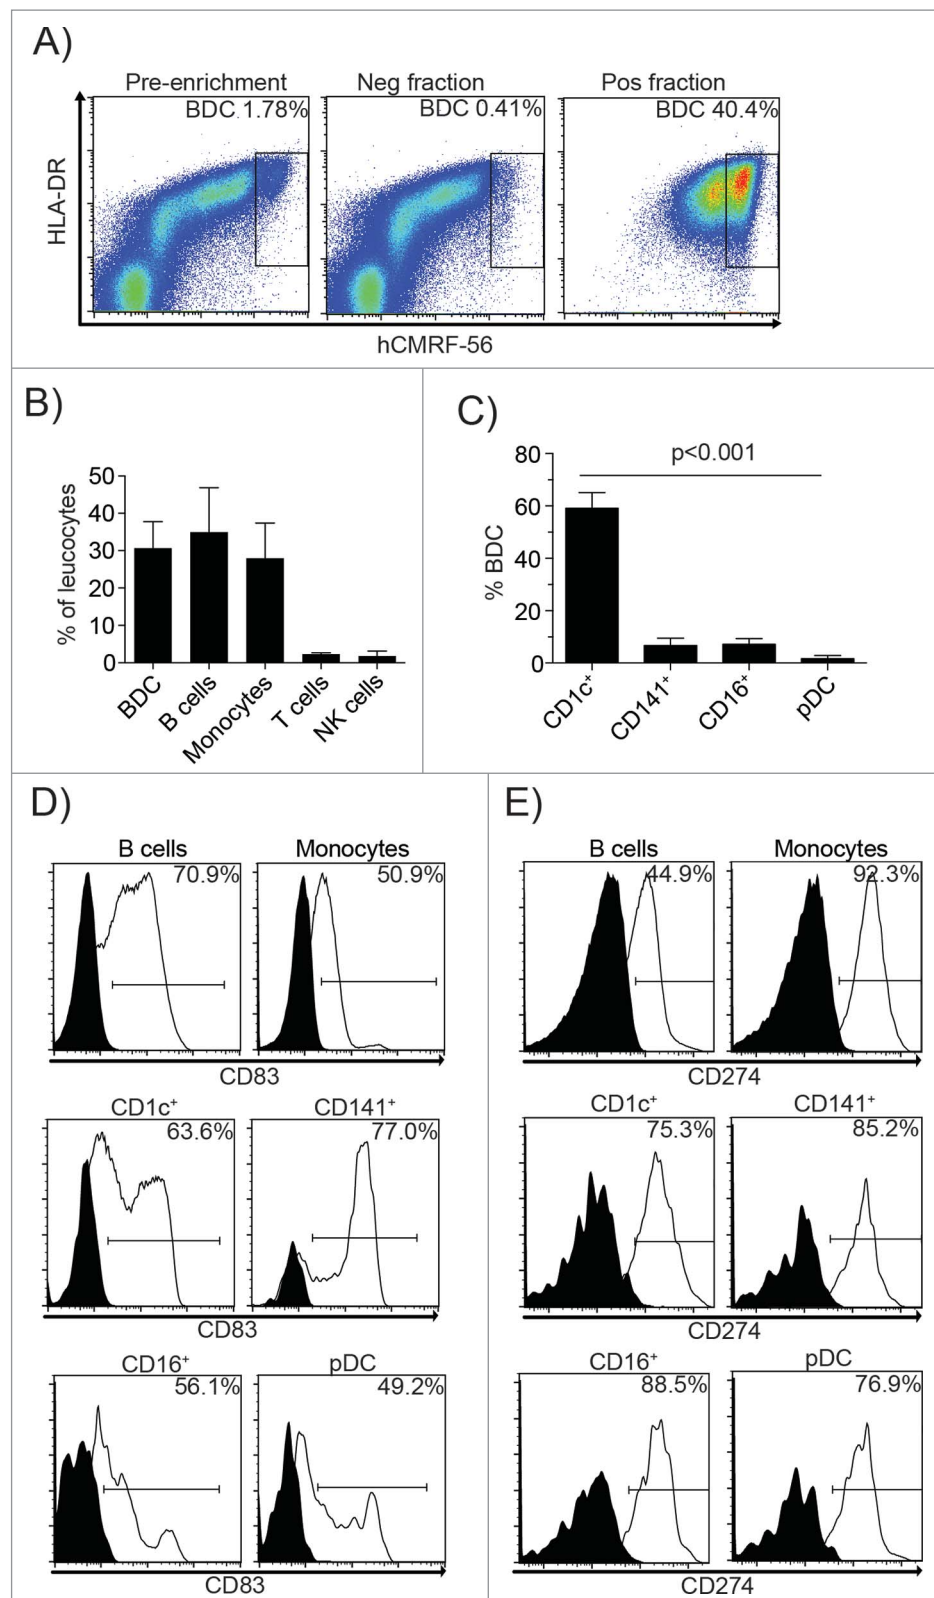 A)
Pre-enrichment Neg fraction Pos fraction
BDC 1.78% BDC 0.41% BDC 40.4%
HLA-DR
hCMRF-56
B)
% of leucocytes
50
40
30
20
10
0
BDC B cells Monocytes T cells NK cells
C)
% BDC
p<0.001
80
60
40
20
0
CD1c⁺ CD141⁺ CD16⁺ pDC
D)
B cells Monocytes
70.9% 50.9%
CD83
CD1c⁺ CD141⁺
63.6% 77.0%
CD83
CD16⁺ pDC
56.1% 49.2%
CD83
E)
B cells Monocytes
44.9% 92.3%
CD274
CD1c⁺ CD141⁺
75.3% 85.2%
CD274
CD16⁺ pDC
88.5% 76.9%
CD274